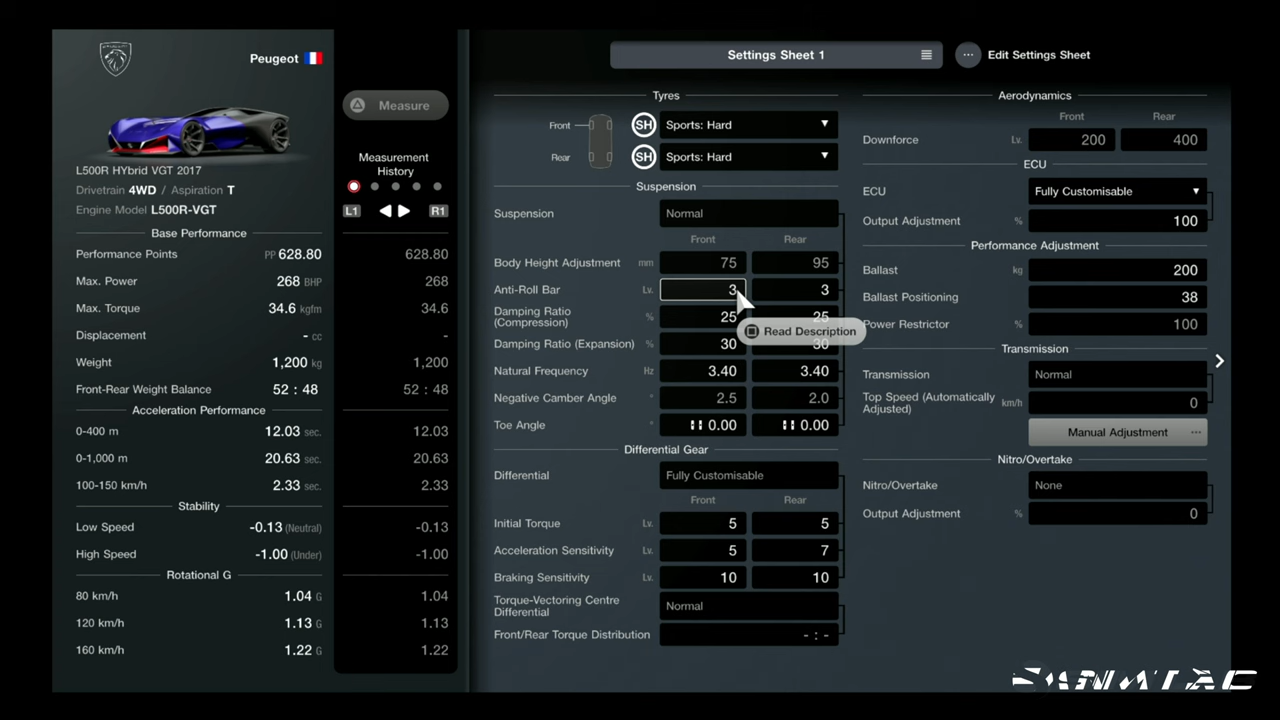 Peugeot
L500R HYbrid VGT 2017
Drivetrain 4WD / Aspiration T
Engine Model L500R-VGT
Base Performance
Performance Points PP 628.80
Max. Power 268 BHP
Max. Torque 34.6 kgfm
Displacement - cc
Weight 1,200 kg
Front-Rear Weight Balance 52 : 48
Acceleration Performance
0-400 m 12.03 sec.
0-1,000 m 20.63 sec.
100-150 km/h 2.33 sec.
Stability
Low Speed -0.13 (Neutral)
High Speed -1.00 (Under)
Rotational G
80 km/h 1.04 G
120 km/h 1.13 G
160 km/h 1.22 G
Measure
Measurement
History
L1 R1
628.80
268
34.6
-
1,200
52 : 48
12.03
20.63
2.33
-0.13
-1.00
1.04
1.13
1.22
Settings Sheet 1
Edit Settings Sheet
Tyres
Front SH Sports: Hard
Rear SH Sports: Hard
Suspension
Suspension Normal
Front Rear
Body Height Adjustment mm 75 95
Anti-Roll Bar Lv. 3 3
Damping Ratio
(Compression) % 25 25
Read Description
Damping Ratio (Expansion) % 30 30
Natural Frequency Hz 3.40 3.40
Negative Camber Angle ° 2.5 2.0
Toe Angle ° 0.00 0.00
Differential Gear
Differential Fully Customisable
Front Rear
Initial Torque Lv. 5 5
Acceleration Sensitivity Lv. 5 7
Braking Sensitivity Lv. 10 10
Torque-Vectoring Centre
Differential Normal
Front/Rear Torque Distribution - : -
Aerodynamics
Front Rear
Downforce Lv. 200 400
ECU
ECU Fully Customisable
Output Adjustment % 100
Performance Adjustment
Ballast kg 200
Ballast Positioning 38
Power Restrictor % 100
Transmission
Transmission Normal
Top Speed (Automatically
Adjusted) km/h 0
Manual Adjustment
Nitro/Overtake
Nitro/Overtake None
Output Adjustment % 0